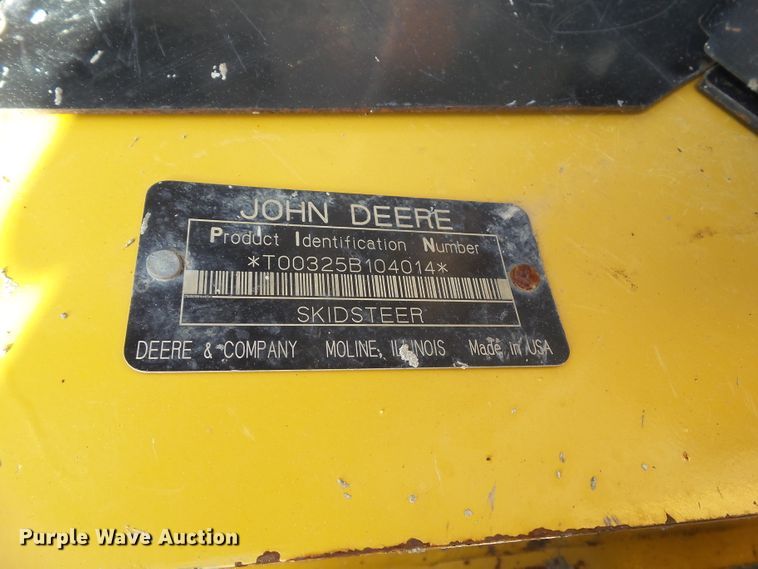 JOHN DEERE
Product Identification Number
*T00325B104014*
SKIDSTEER
DEERE & COMPANY MOLINE, ILLINOIS Made in USA
Purple Wave Auction